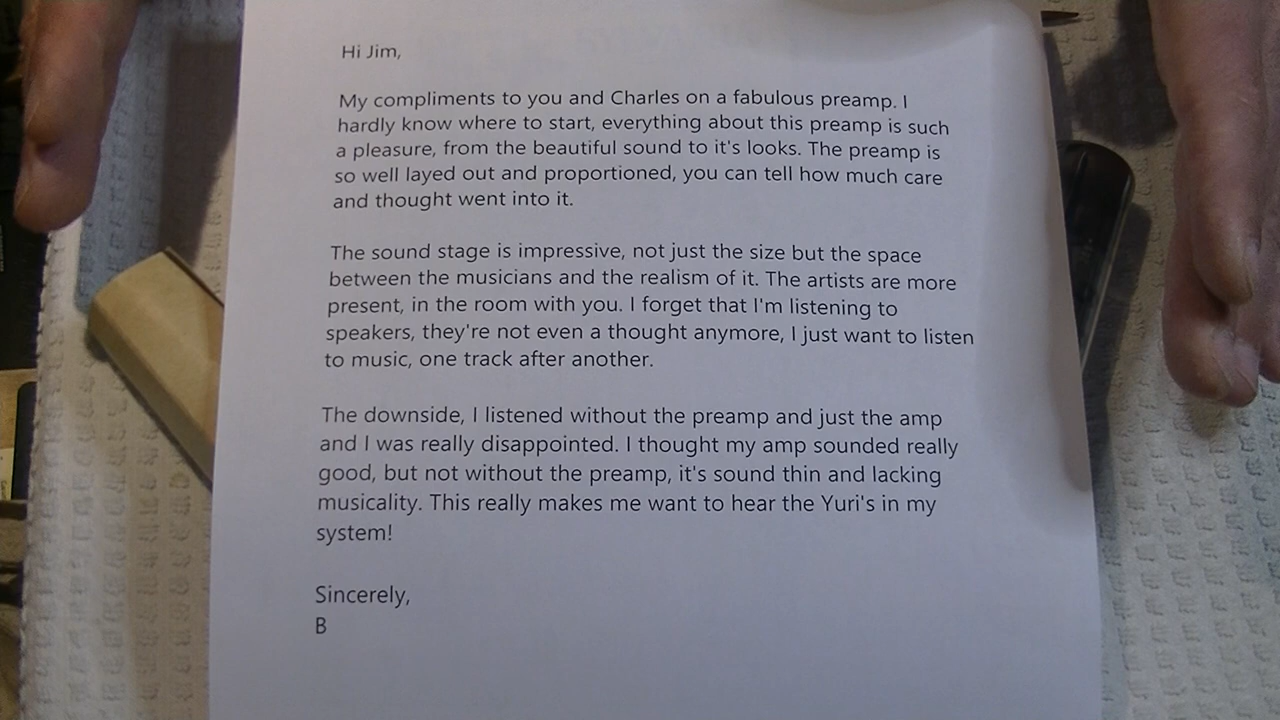 Hi Jim,
My compliments to you and Charles on a fabulous preamp. I
hardly know where to start, everything about this preamp is such
a pleasure, from the beautiful sound to it's looks. The preamp is
so well layed out and proportioned, you can tell how much care
and thought went into it.
The sound stage is impressive, not just the size but the space
between the musicians and the realism of it. The artists are more
present, in the room with you. I forget that I'm listening to
speakers, they're not even a thought anymore, I just want to listen
to music, one track after another.
The downside, I listened without the preamp and just the amp
and I was really disappointed. I thought my amp sounded really
good, but not without the preamp, it's sound thin and lacking
musicality. This really makes me want to hear the Yuri's in my
system!
Sincerely,
B